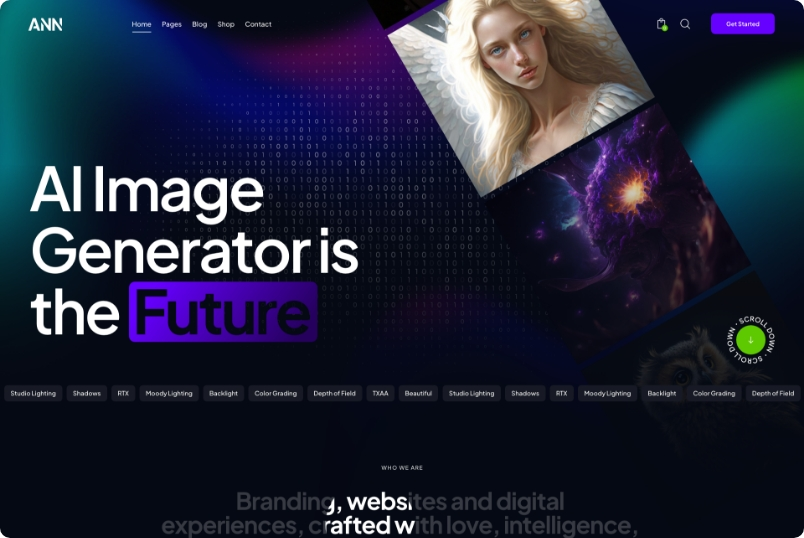 ANN
Home Pages Blog Shop Contact
Get Started
AI Image
Generator is
the Future
SCROLL DOWN • SCROLL DOWN •
Studio Lighting Shadows RTX Moody Lighting Backlight Color Grading Depth of Field TXAA Beautiful Studio Lighting Shadows RTX Moody Lighting Backlight Color Grading Depth of Field
WHO WE ARE
Branding, websites and digital
experiences, crafted with love, intelligence,